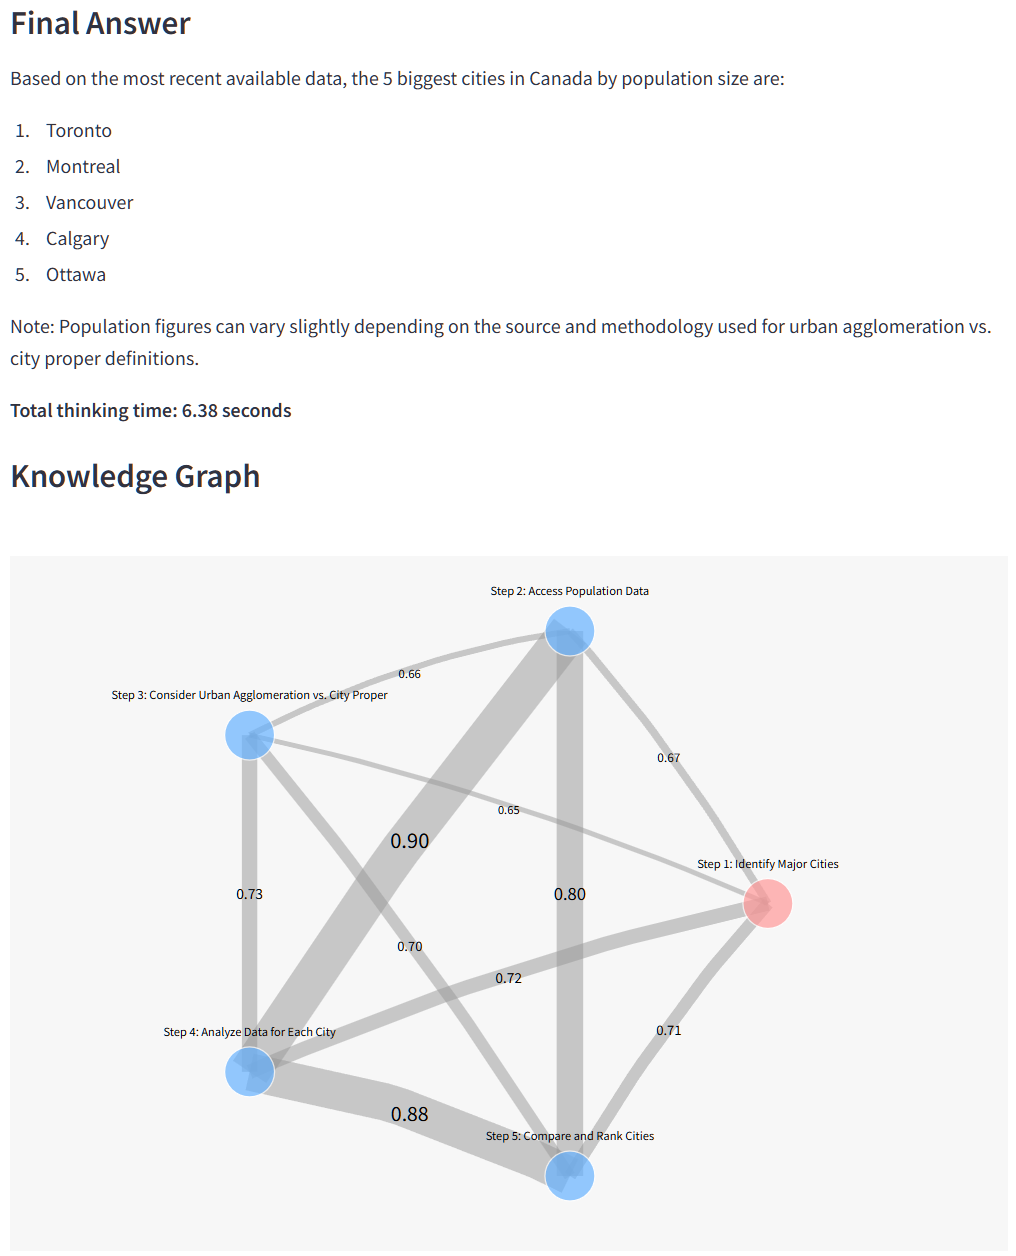 Final Answer
Based on the most recent available data, the 5 biggest cities in Canada by population size are:
1. Toronto
2. Montreal
3. Vancouver
4. Calgary
5. Ottawa
Note: Population figures can vary slightly depending on the source and methodology used for urban agglomeration vs.
city proper definitions.
Total thinking time: 6.38 seconds
Knowledge Graph
Step 2: Access Population Data
0.66
Step 3: Consider Urban Agglomeration vs. City Proper
0.67
0.65
0.90
Step 1: Identify Major Cities
0.73
0.80
0.70
0.72
Step 4: Analyze Data for Each City
0.71
0.88
Step 5: Compare and Rank Cities